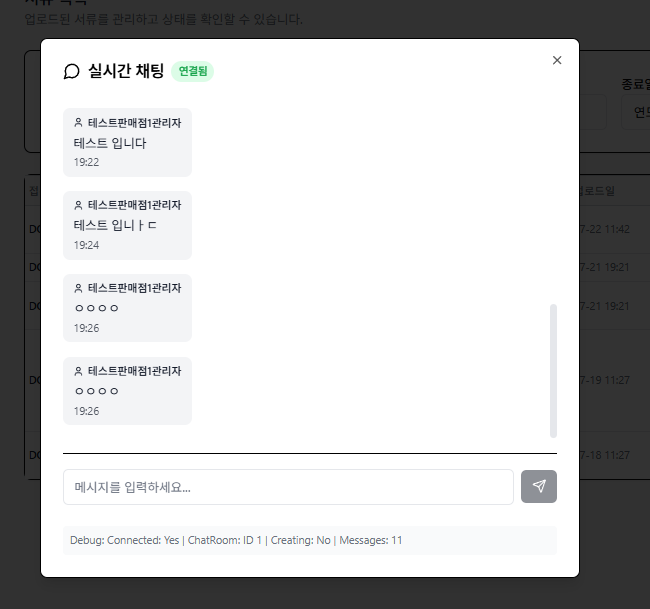 업로드된 서류를 관리하고 상태를 확인할 수 있습니다.
실시간 채팅 연결됨
종료일
테스트판매점1관리자
테스트 입니다
19:22
업로드일
7-22 11:42
테스트판매점1관리자
테스트 입니ㅏㄷ
19:24
7-21 19:21
테스트판매점1관리자
ㅇㅇㅇㅇ
19:26
7-21 19:21
테스트판매점1관리자
ㅇㅇㅇㅇ
19:26
7-19 11:27
7-18 11:27
메시지를 입력하세요...
Debug: Connected: Yes | ChatRoom: ID 1 | Creating: No | Messages: 11